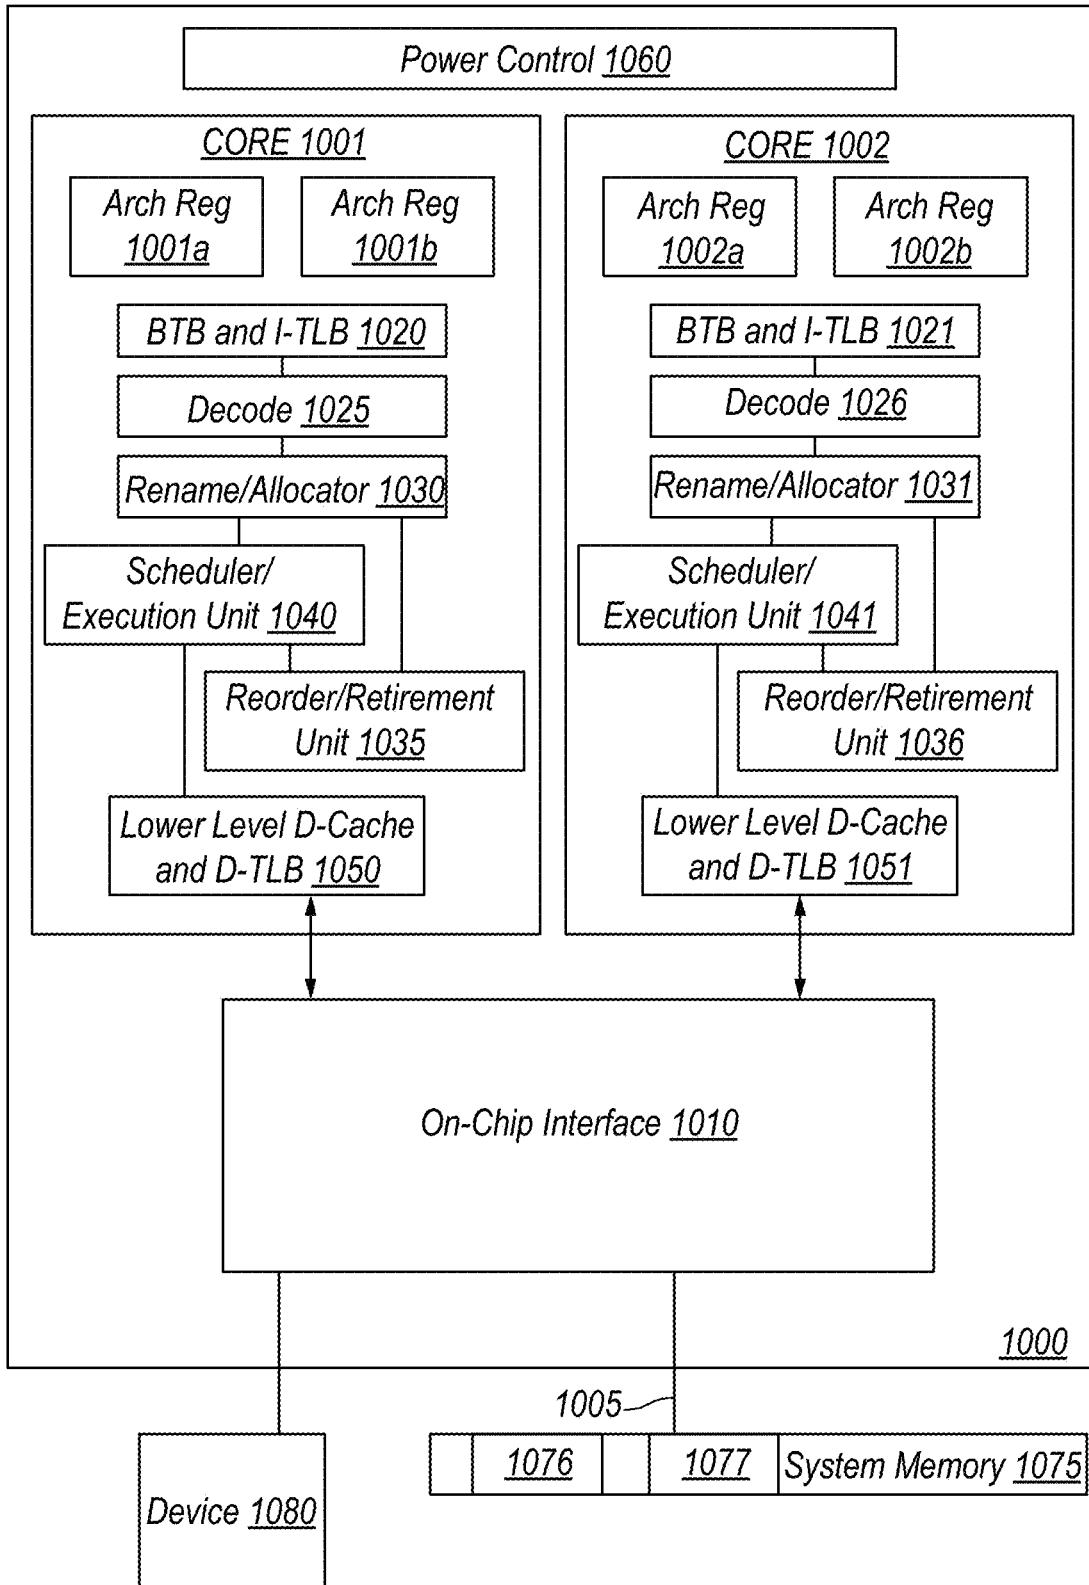 Power Control 1060
CORE 1001
Arch Reg
1001a
Arch Reg
1001b
BTB and I-TLB 1020
Decode 1025
Rename/Allocator 1030
Scheduler/
Execution Unit 1040
Reorder/Retirement
Unit 1035
Lower Level D-Cache
and D-TLB 1050
CORE 1002
Arch Reg
1002a
Arch Reg
1002b
BTB and I-TLB 1021
Decode 1026
Rename/Allocator 1031
Scheduler/
Execution Unit 1041
Reorder/Retirement
Unit 1036
Lower Level D-Cache
and D-TLB 1051
On-Chip Interface 1010
1000
1005
Device 1080
1076
1077
System Memory 1075